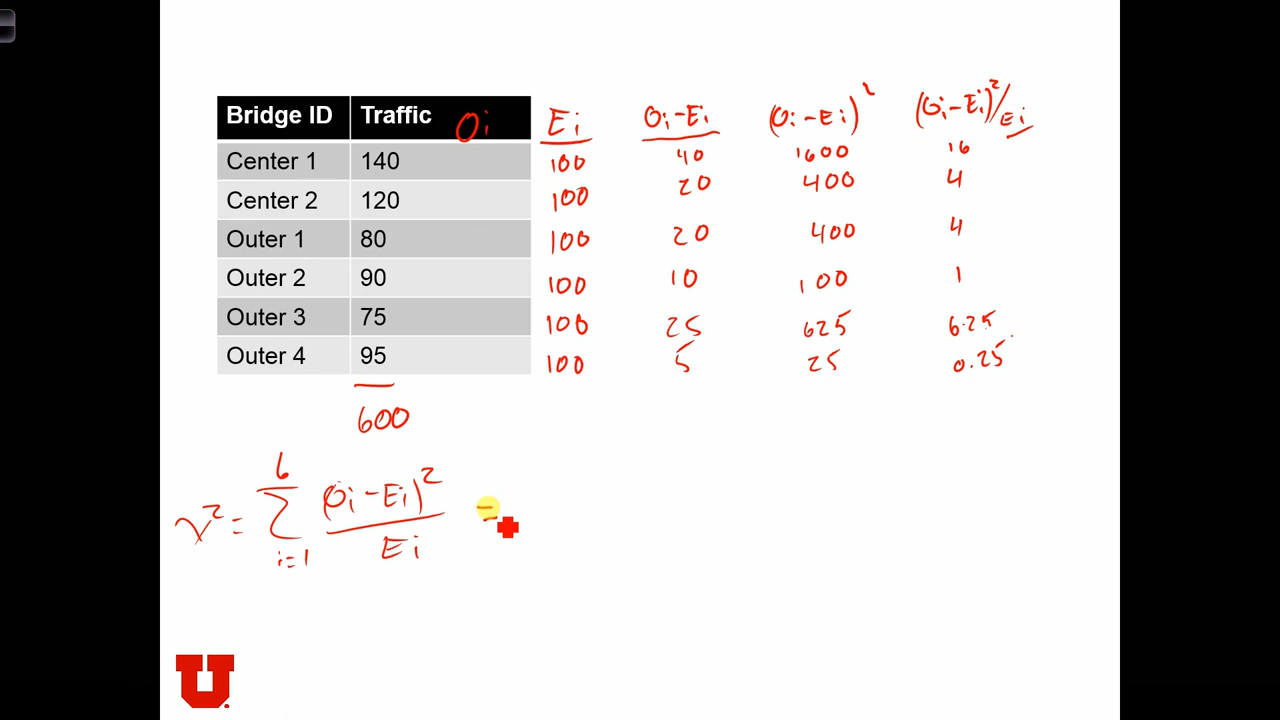 Bridge ID Traffic Oi Ei Oi-Ei (Oi-Ei)² (Oi-Ei)²/Ei
Center 1 140 100 40 1600 16
Center 2 120 100 20 400 4
Outer 1 80 100 20 400 4
Outer 2 90 100 10 100 1
Outer 3 75 100 25 625 6.25
Outer 4 95 100 5 25 0.25
600
χ² = 6 Σ i=1 (Oi-Ei)² / Ei =
U